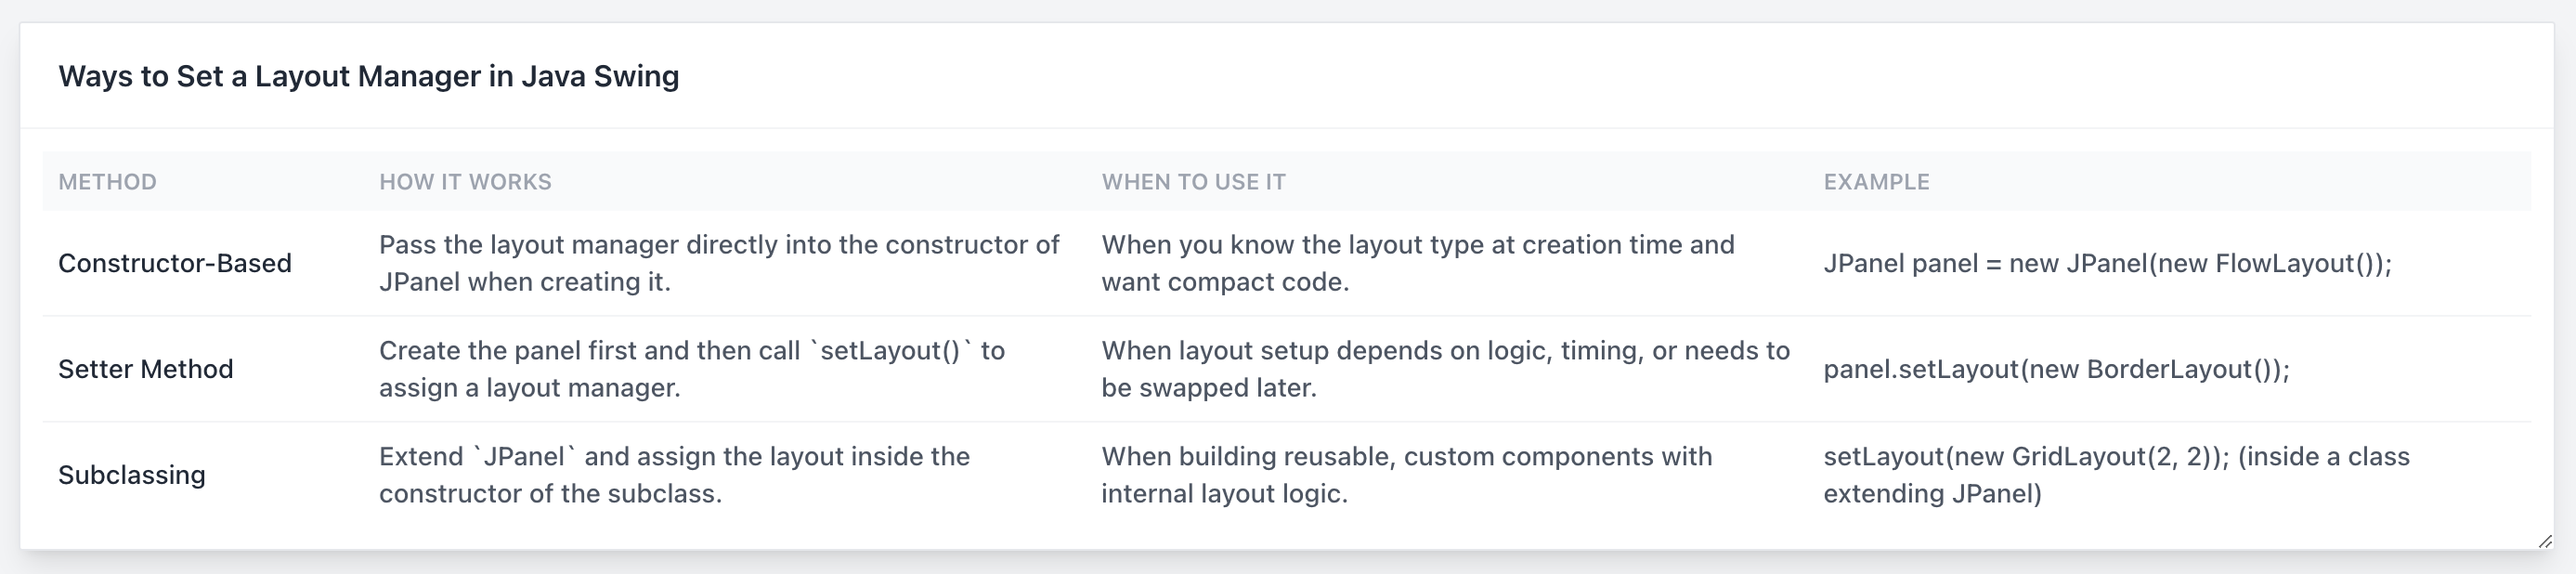 Ways to Set a Layout Manager in Java Swing
METHOD HOW IT WORKS WHEN TO USE IT EXAMPLE
Constructor-Based
Pass the layout manager directly into the constructor of
JPanel when creating it.
When you know the layout type at creation time and
want compact code.
JPanel panel = new JPanel(new FlowLayout());
Setter Method
Create the panel first and then call `setLayout()` to
assign a layout manager.
When layout setup depends on logic, timing, or needs to
be swapped later.
panel.setLayout(new BorderLayout());
Subclassing
Extend `JPanel` and assign the layout inside the
constructor of the subclass.
When building reusable, custom components with
internal layout logic.
setLayout(new GridLayout(2, 2)); (inside a class
extending JPanel)